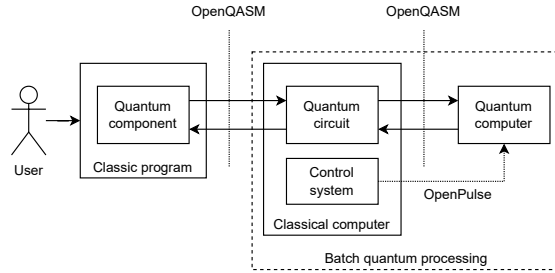 OpenQASM
OpenQASM
Quantum
component
Quantum
circuit
Quantum
computer
User
Classic program
Control
system
OpenPulse
Classical computer
Batch quantum processing